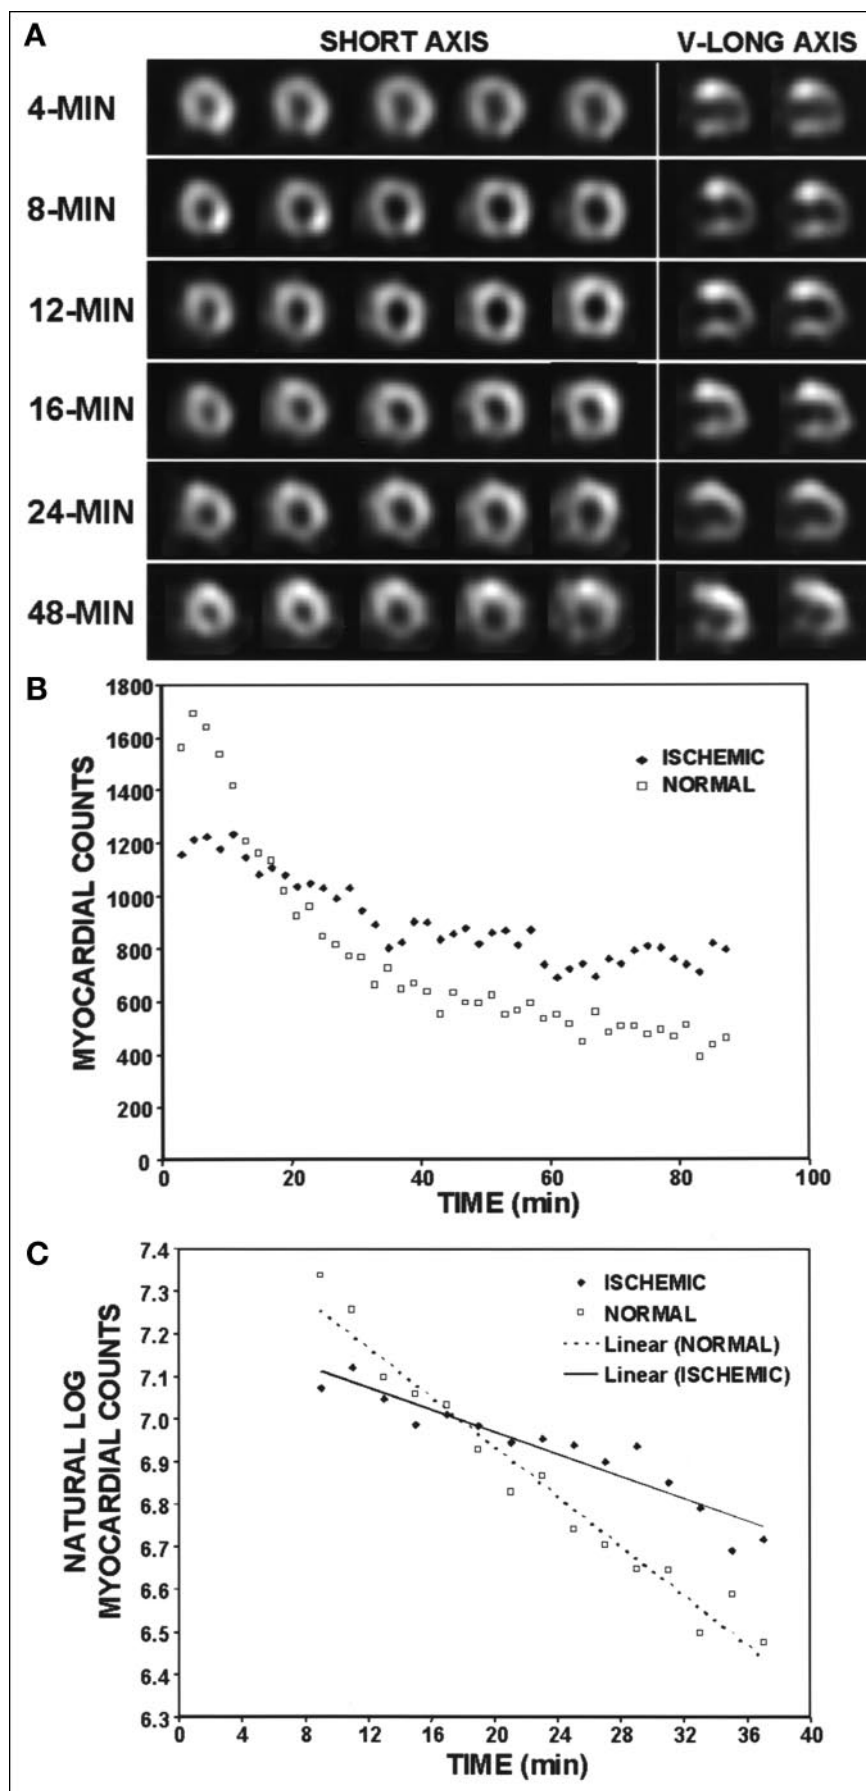 A
SHORT AXIS
V-LONG AXIS
4-MIN
8-MIN
12-MIN
16-MIN
24-MIN
48-MIN
B
1800
1600
1400
1200
1000
800
600
400
200
0
MYOCARDIAL COUNTS
ISCHEMIC
NORMAL
0 20 40 60 80 100
TIME (min)
C
7.4
7.3
7.2
7.1
7.0
6.9
6.8
6.7
6.6
6.5
6.4
6.3
NATURAL LOG
MYOCARDIAL COUNTS
ISCHEMIC
NORMAL
Linear (NORMAL)
Linear (ISCHEMIC)
0 4 8 12 16 20 24 28 32 36 40
TIME (min)